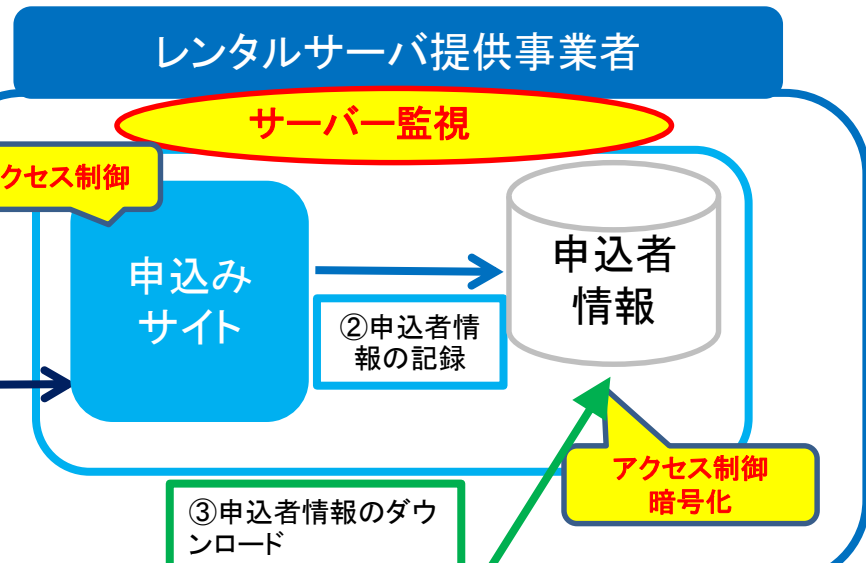 レンタルサーバ提供事業者
サーバー監視
クセス制御
申込み
サイト
申込者
情報
②申込者情
報の記録
アクセス制御
暗号化
③申込者情報のダウ
ンロード